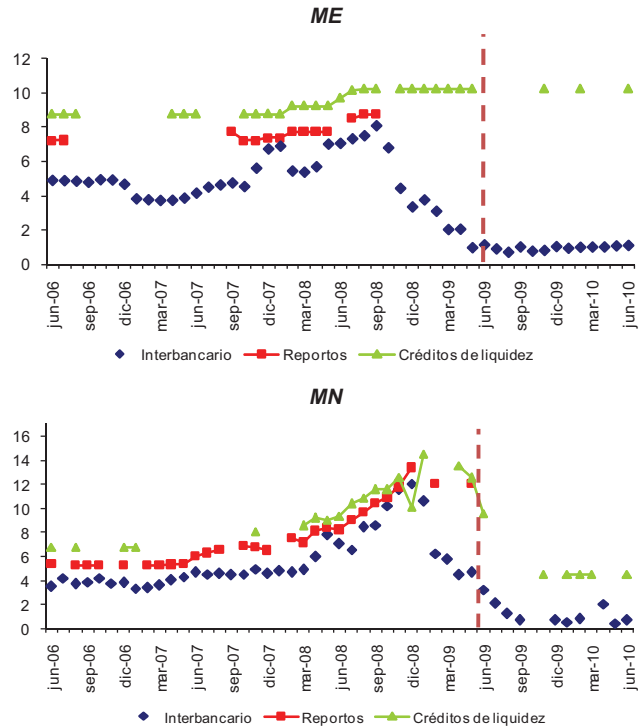 ME
12
10
8
6
4
2
0
jun-06
sep-06
dic-06
mar-07
jun-07
sep-07
dic-07
mar-08
jun-08
sep-08
dic-08
mar-09
jun-09
sep-09
dic-09
mar-10
jun-10
Interbancario Reportos Créditos de liquidez
MN
16
14
12
10
8
6
4
2
0
jun-06
sep-06
dic-06
mar-07
jun-07
sep-07
dic-07
mar-08
jun-08
sep-08
dic-08
mar-09
jun-09
sep-09
dic-09
mar-10
jun-10
Interbancario Reportos Créditos de liquidez